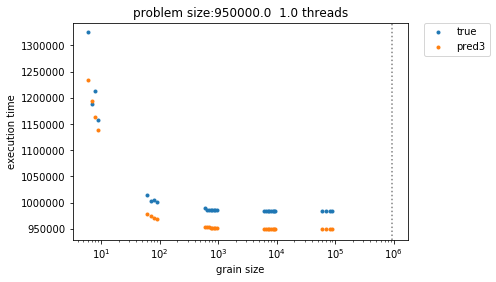 problem size:950000.0  1.0 threads
true
pred3
execution time
1300000
1250000
1200000
1150000
1100000
1050000
1000000
950000
10^1
10^2
10^3
10^4
10^5
10^6
grain size